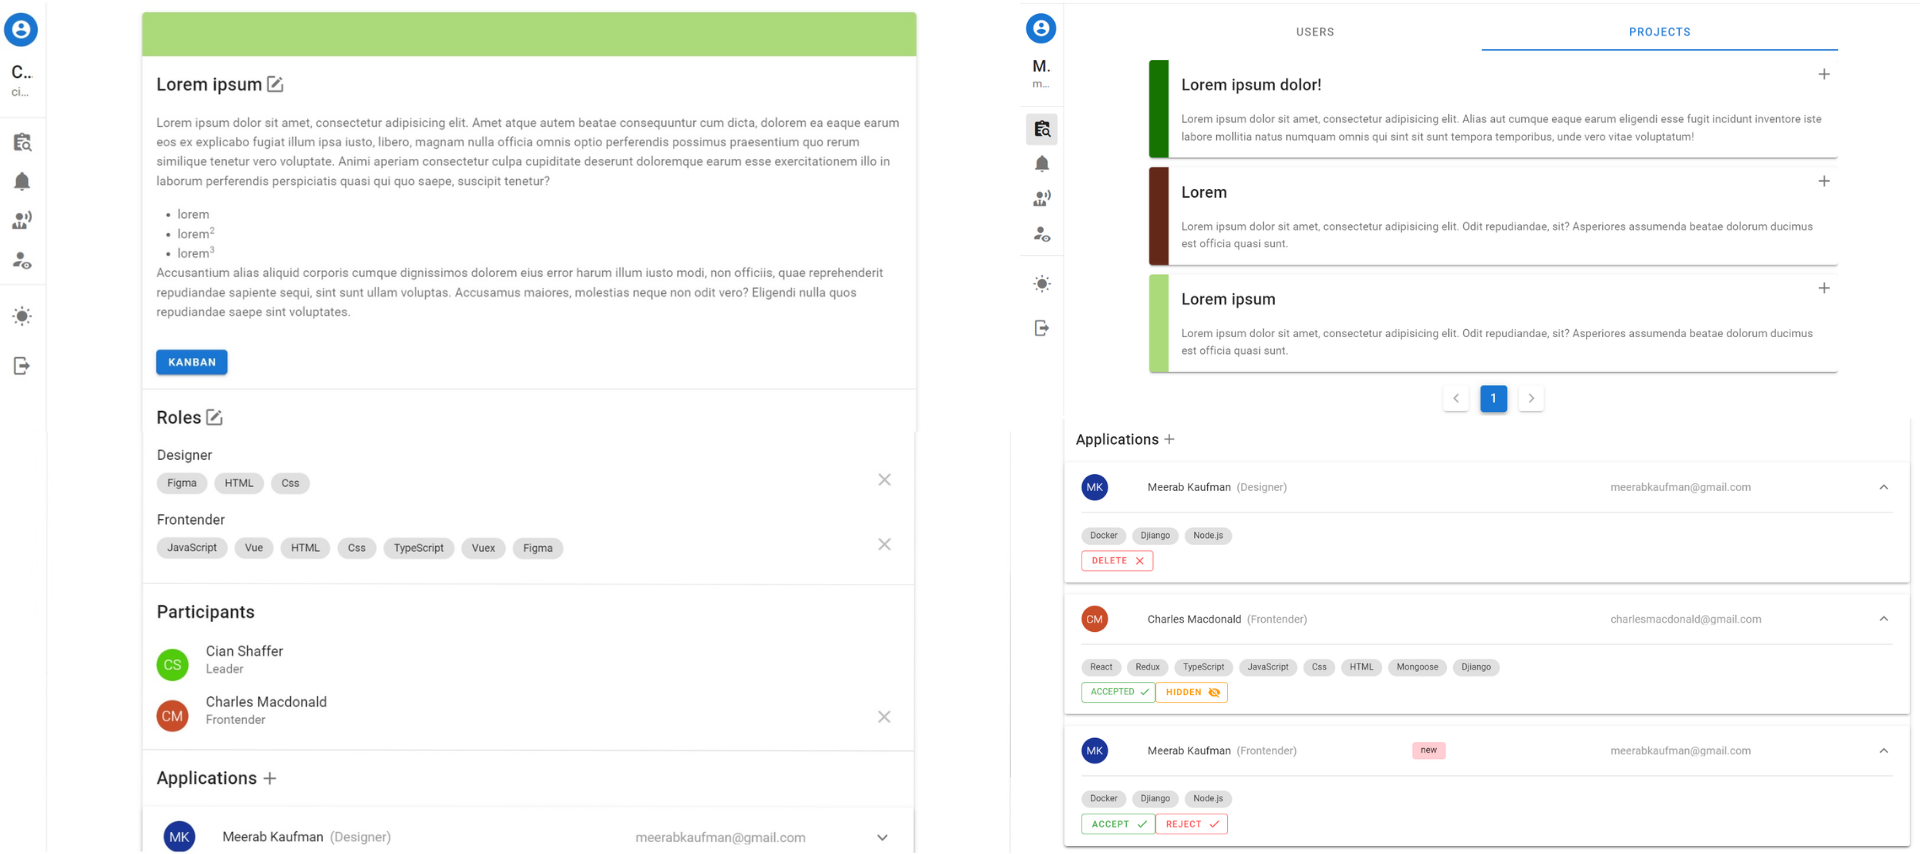 C..
ci...
Lorem ipsum
Lorem ipsum dolor sit amet, consectetur adipisicing elit. Amet atque autem beatae consequuntur cum dicta, dolorem ea eaque earum
eos ex explicabo fugiat illum ipsa iusto, libero, magnam nulla officia omnis optio perferendis possimus praesentium quo rerum
similique tenetur vero voluptate. Animi aperiam consectetur culpa cupiditate deserunt doloremque earum esse exercitationem illo in
laborum perferendis perspiciatis quasi qui quo saepe, suscipit tenetur?
• lorem
• lorem²
• lorem³
Accusantium alias aliquid corporis cumque dignissimos dolorem eius error harum illum iusto modi, non officiis, quae reprehenderit
repudiandae sapiente sequi, sint sunt ullam voluptas. Accusamus maiores, molestias neque non odit vero? Eligendi nulla quos
repudiandae saepe sint voluptates.
KANBAN
Roles
Designer
Figma HTML Css
Frontender
JavaScript Vue HTML Css TypeScript Vuex Figma
Participants
CS Cian Shaffer
Leader
CM Charles Macdonald
Frontender
Applications +
MK Meerab Kaufman (Designer) meerabkaufman@gmail.com
M.
m...
USERS PROJECTS
Lorem ipsum dolor!
Lorem ipsum dolor sit amet, consectetur adipisicing elit. Alias aut cumque eaque earum eligendi esse fugit incidunt inventore iste
labore mollitia natus numquam omnis qui sint sit sunt tempora temporibus, unde vero vitae voluptatum!
Lorem
Lorem ipsum dolor sit amet, consectetur adipisicing elit. Odit repudiandae, sit? Asperiores assumenda beatae dolorum ducimus
est officia quasi sunt.
Lorem ipsum
Lorem ipsum dolor sit amet, consectetur adipisicing elit. Odit repudiandae, sit? Asperiores assumenda beatae dolorum ducimus
est officia quasi sunt.
1
Applications +
MK Meerab Kaufman (Designer) meerabkaufman@gmail.com
Docker Django Node.js
DELETE
CM Charles Macdonald (Frontender) charlesmacdonald@gmail.com
React Redux TypeScript JavaScript Css HTML Mongoose Django
ACCEPTED HIDDEN
MK Meerab Kaufman (Frontender) new meerabkaufman@gmail.com
Docker Django Node.js
ACCEPT REJECT